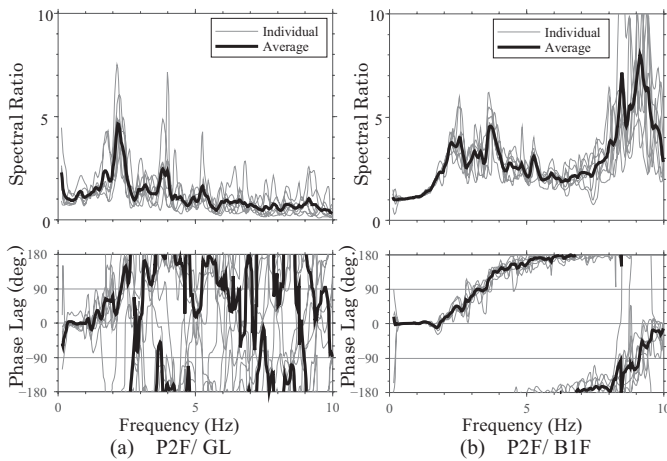 10
5
0
Spectral Ratio
Individual
Average
10
5
0
Spectral Ratio
Individual
Average
180
90
0
−90
−180
Phase Lag (deg.)
0 5 10
Frequency (Hz)
(a) P2F/ GL
180
90
0
−90
−180
Phase Lag (deg.)
0 5 10
Frequency (Hz)
(b) P2F/ B1F